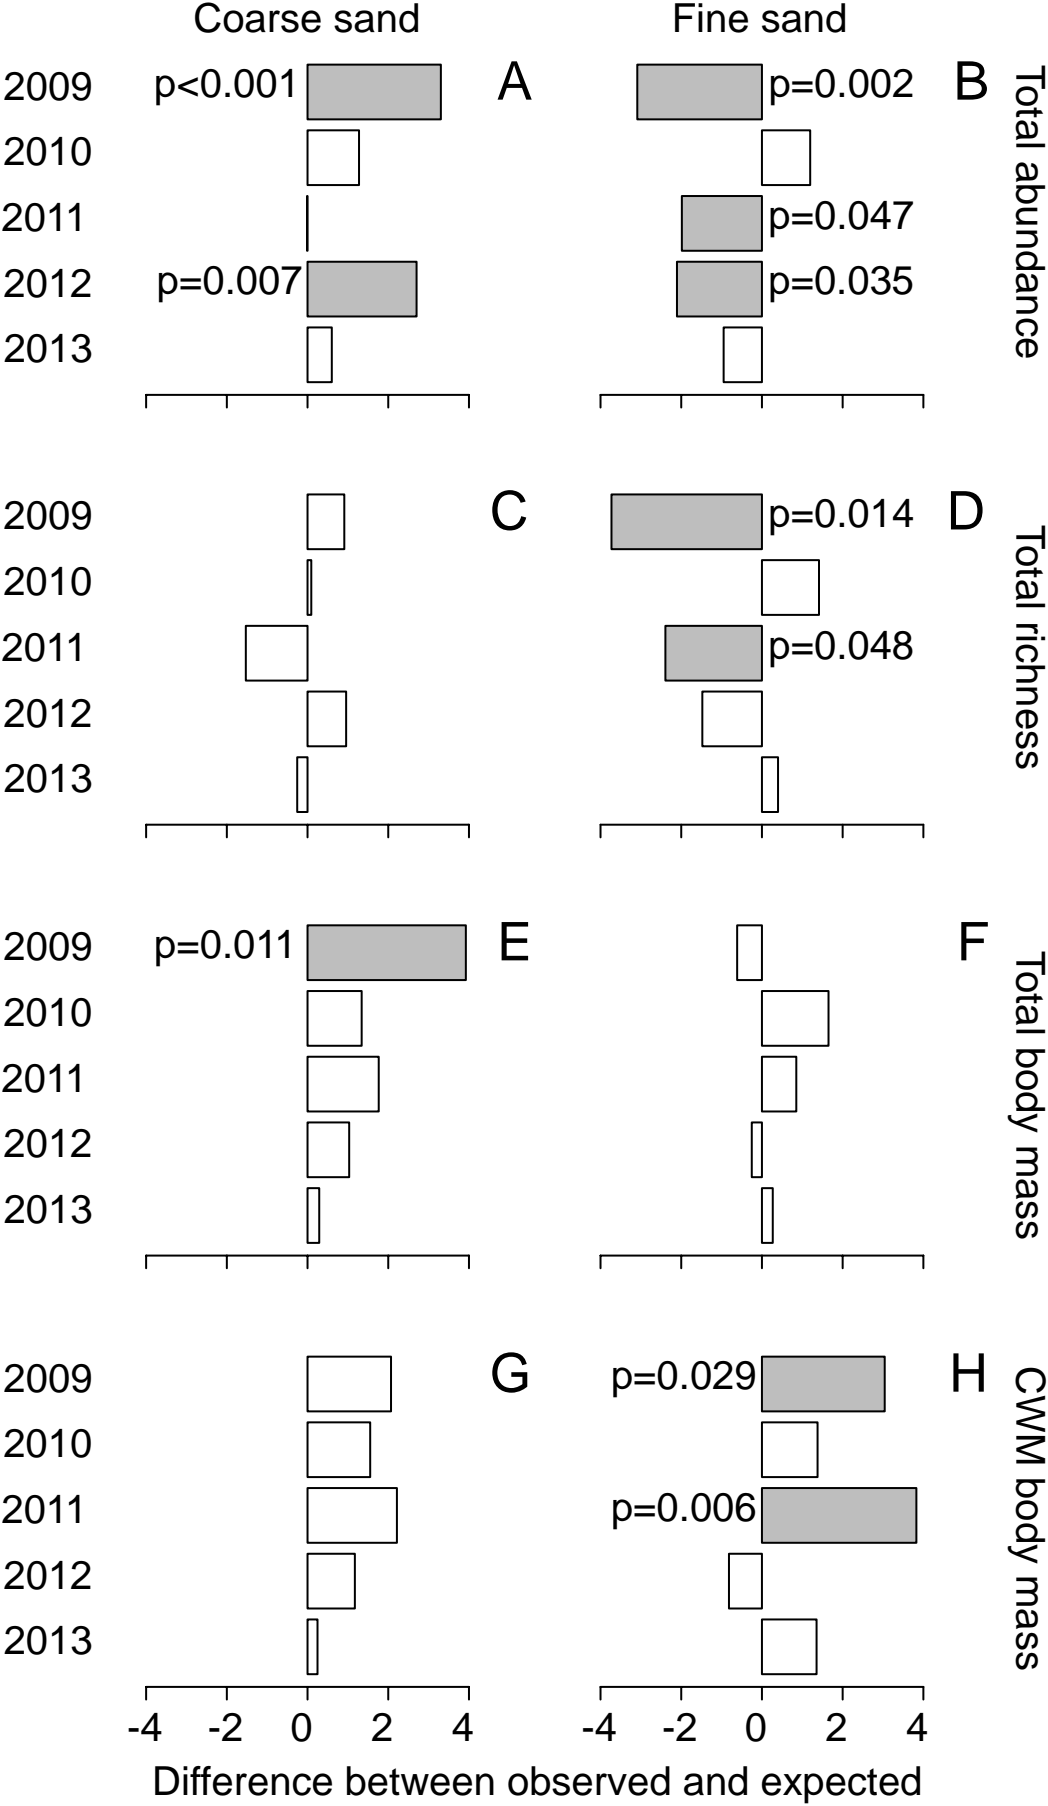 Coarse sand Fine sand
2009 p<0.001 A p=0.002 B
2010
2011 p=0.047
2012 p=0.007 p=0.035
2013
Total abundance
2009 C p=0.014 D
2010
2011 p=0.048
2012
2013
Total richness
2009 p=0.011 E F
2010
2011
2012
2013
Total body mass
2009 G p=0.029 H
2010
2011 p=0.006
2012
2013
CWM body mass
-4 -2 0 2 4 -4 -2 0 2 4
Difference between observed and expected